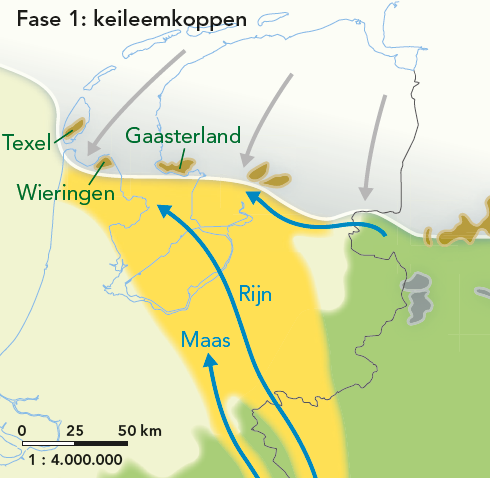 Fase 1: keileemkoppen
Texel
Gaasterland
Wieringen
Rijn
Maas
0 25 50 km
1 : 4.000.000